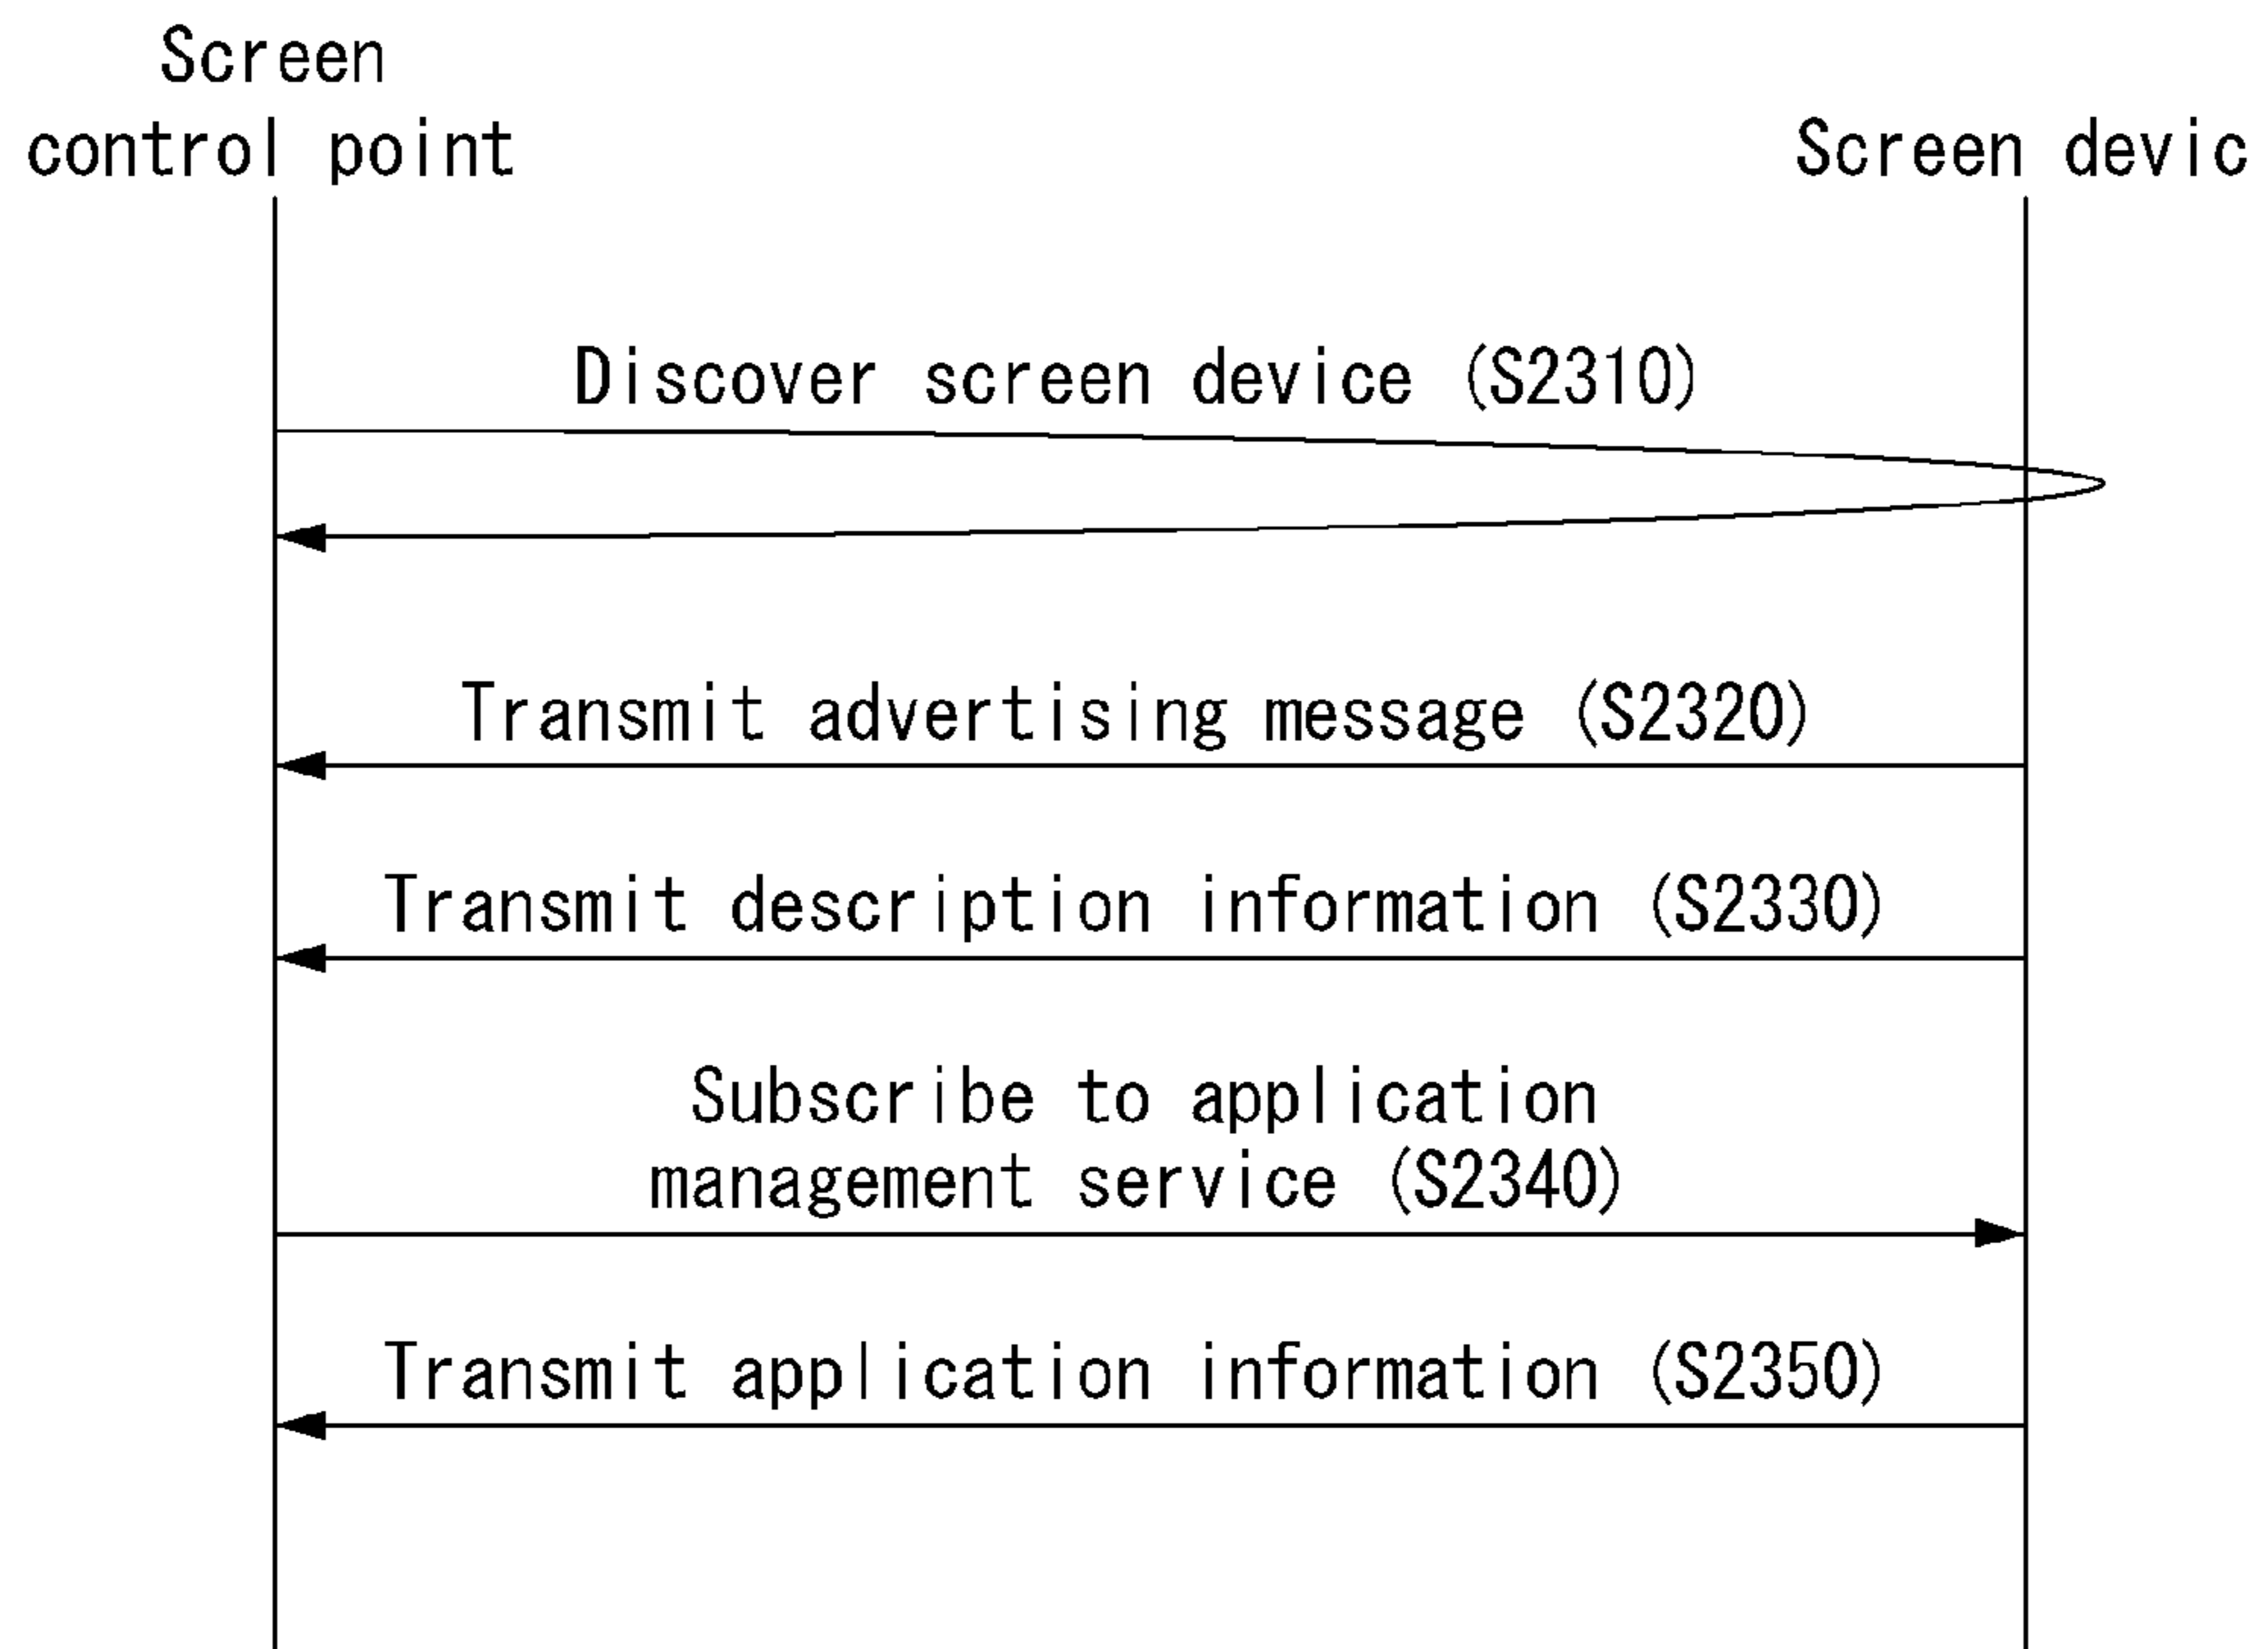 Screen
control point
Screen devic
Discover screen device (S2310)
Transmit advertising message (S2320)
Transmit description information (S2330)
Subscribe to application
management service (S2340)
Transmit application information (S2350)